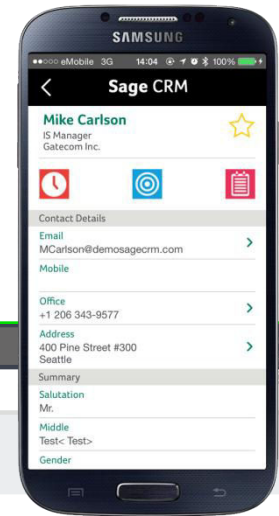 SAMSUNG
eMobile 3G 14:04 100%
Sage CRM
Mike Carlson
IS Manager
Gatecom Inc.
Contact Details
Email
MCarlson@demosagecrm.com
Mobile
Office
+1 206 343-9577
Address
400 Pine Street #300
Seattle
Summary
Salutation
Mr.
Middle
Test< Test>
Gender